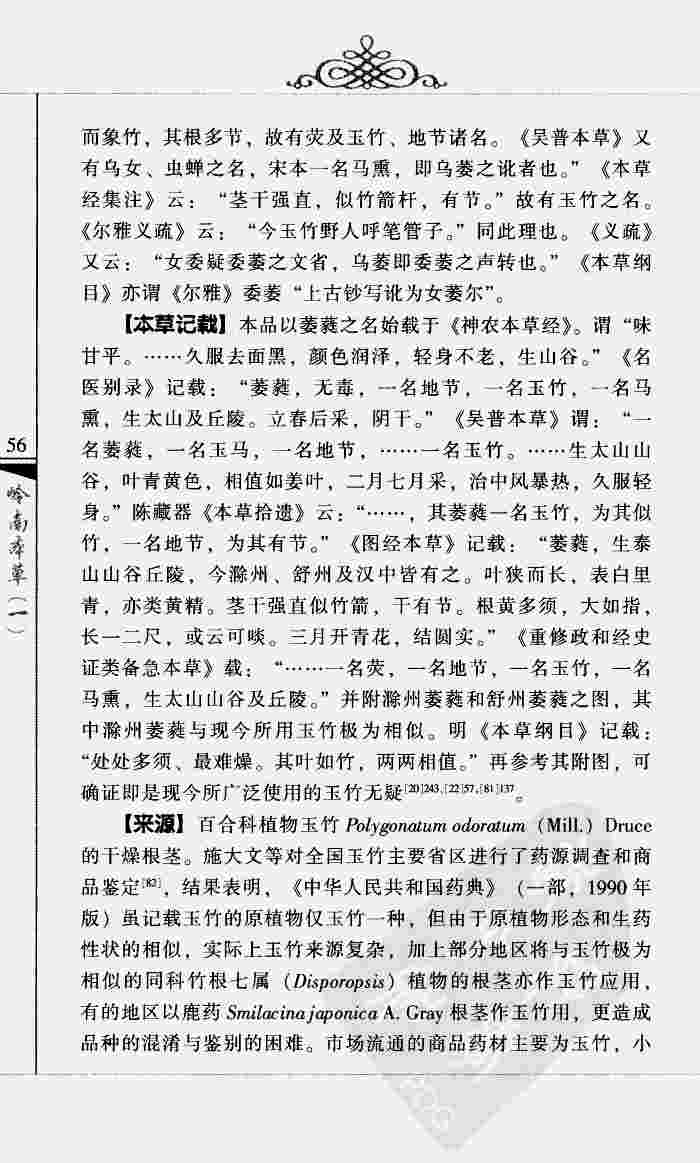 而象竹，其根多节，故有荧及玉竹、地节诸名。《吴普本草》又
有乌女、虫蝉之名，宋本一名马熏，即乌萎之讹者也。”《本草
经集注》云：“茎干强直，似竹箭杆，有节。”故有玉竹之名。
《尔雅义疏》云：“今玉竹野人呼笔管子。”同此理也。《义疏》
又云：“女委疑委萎之文省，乌萎即委萎之声转也。”《本草纲
目》亦谓《尔雅》委萎“上古钞写讹为女萎尔”。
【本草记载】本品以萎蕤之名始载于《神农本草经》。谓“味
甘平。……久服去面黑，颜色润泽，轻身不老，生山谷。”《名
医别录》记载：“萎蕤，无毒，一名地节，一名玉竹，一名马
熏，生太山及丘陵。立春后采，阴干。”《吴普本草》谓：“一
名萎蕤，一名玉马，一名地节，……一名玉竹。……生太山山
谷，叶青黄色，相值如姜叶，二月七月采，治中风暴热，久服轻
身。”陈藏器《本草拾遗》云：“……，其萎蕤一名玉竹，为其似
竹，一名地节，为其有节。”《图经本草》记载：“萎蕤，生泰
山山谷丘陵，今滁州、舒州及汉中皆有之。叶狭而长，表白里
青，亦类黄精。茎干强直似竹箭，干有节。根黄多须，大如指，
长一二尺，或云可啖。三月开青花，结圆实。”《重修政和经史
证类备急本草》载：“……一名荧，一名地节，一名玉竹，一名
马熏，生太山山谷及丘陵。”并附滁州萎蕤和舒州萎蕤之图，其
中滁州萎蕤与现今所用玉竹极为相似。明《本草纲目》记载：
“处处多须、最难燥。其叶如竹，两两相值。”再参考其附图，可
确证即是现今所广泛使用的玉竹无疑[20]243,[22]57,[81]137。
【来源】百合科植物玉竹 Polygonatum odoratum（Mill.）Druce
的干燥根茎。施大文等对全国玉竹主要省区进行了药源调查和商
品鉴定[82]，结果表明，《中华人民共和国药典》（一部，1990 年
版）虽记载玉竹的原植物仅玉竹一种，但由于原植物形态和生药
性状的相似，实际上玉竹来源复杂，加上部分地区将与玉竹极为
相似的同科竹根七属（Disporopsis）植物的根茎亦作玉竹应用，
有的地区以鹿药 Smilacina japonica A. Gray 根茎作玉竹用，更造成
品种的混淆与鉴别的困难。市场流通的商品药材主要为玉竹，小
56
岭南本草（一）